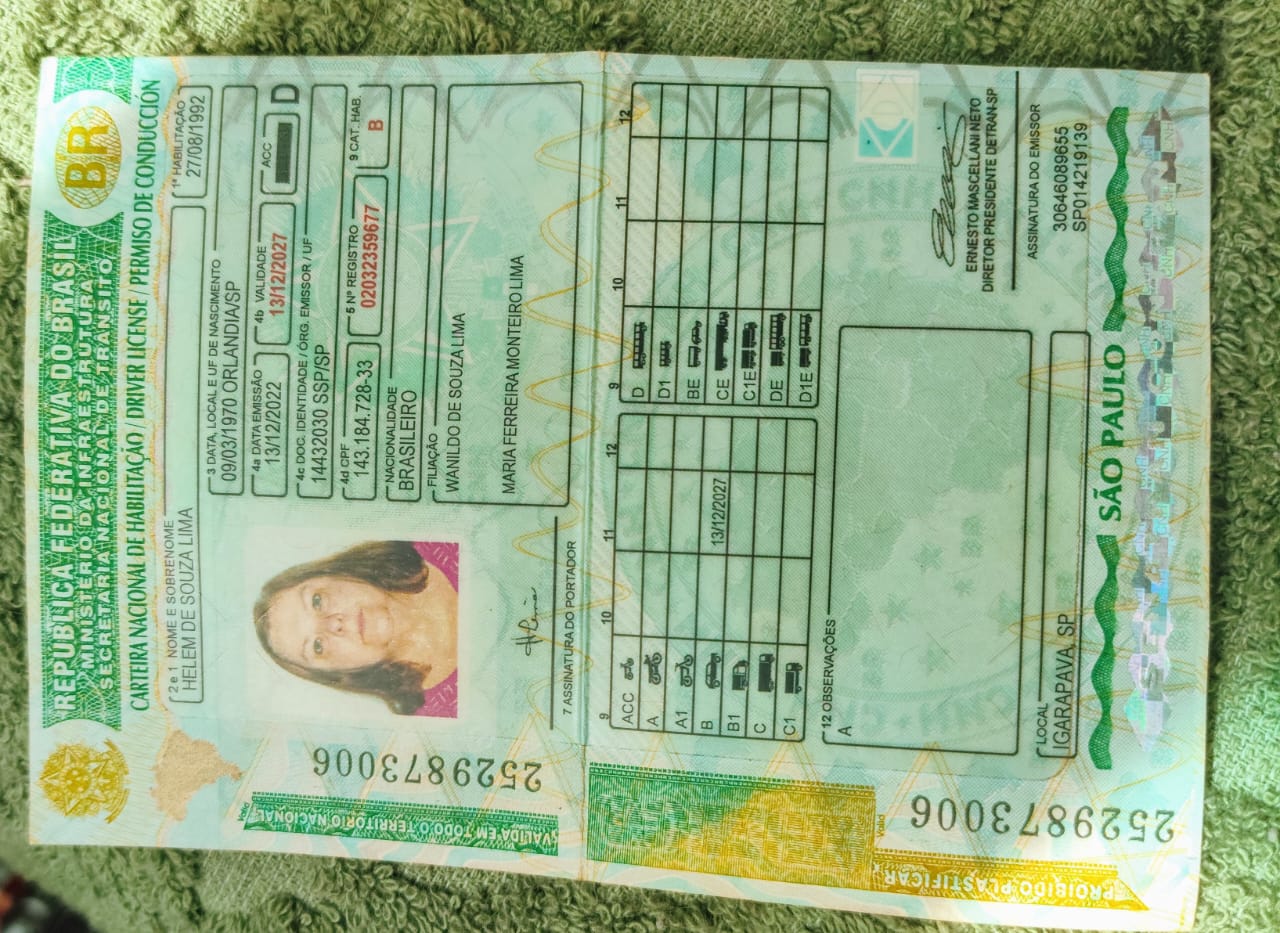 REPÚBLICA FEDERATIVA DO BRASIL
MINISTÉRIO DA INFRAESTRUTURA
SECRETARIA NACIONAL DE TRÂNSITO
BR
CARTEIRA NACIONAL DE HABILITAÇÃO / DRIVER LICENSE / PERMISO DE CONDUCCIÓN
2 e 1 NOME E SOBRENOME
HELEM DE SOUZA LIMA
1ª HABILITAÇÃO
27/08/1992
3 DATA, LOCAL E UF DE NASCIMENTO
09/03/1970 ORLANDIA/SP
4a DATA EMISSÃO
13/12/2022
4b VALIDADE
13/12/2027
ACC
D
4c DOC. IDENTIDADE / ÓRG. EMISSOR / UF
14432030 SSP/SP
4d CPF
143.184.728-33
5 Nº REGISTRO
02032359677
9 CAT. HAB.
B
NACIONALIDADE
BRASILEIRO
FILIAÇÃO
WANILDO DE SOUZA LIMA
MARIA FERREIRA MONTEIRO LIMA
7 ASSINATURA DO PORTADOR
2529873006
VÁLIDA EM TODO O TERRITÓRIO NACIONAL
9 10 11 12
ACC
A
A1
B 13/12/2027
B1
C
C1
9 10 11 12
D
D1
BE
CE
C1E
DE
D1E
12 OBSERVAÇÕES
A
LOCAL
IGARAPAVA, SP
ERNESTO MASCELLANI NETO
DIRETOR PRESIDENTE DETRAN-SP
ASSINATURA DO EMISSOR
30646089655
SP014219139
SÃO PAULO
2529873006
PROIBIDO PLASTIFICAR